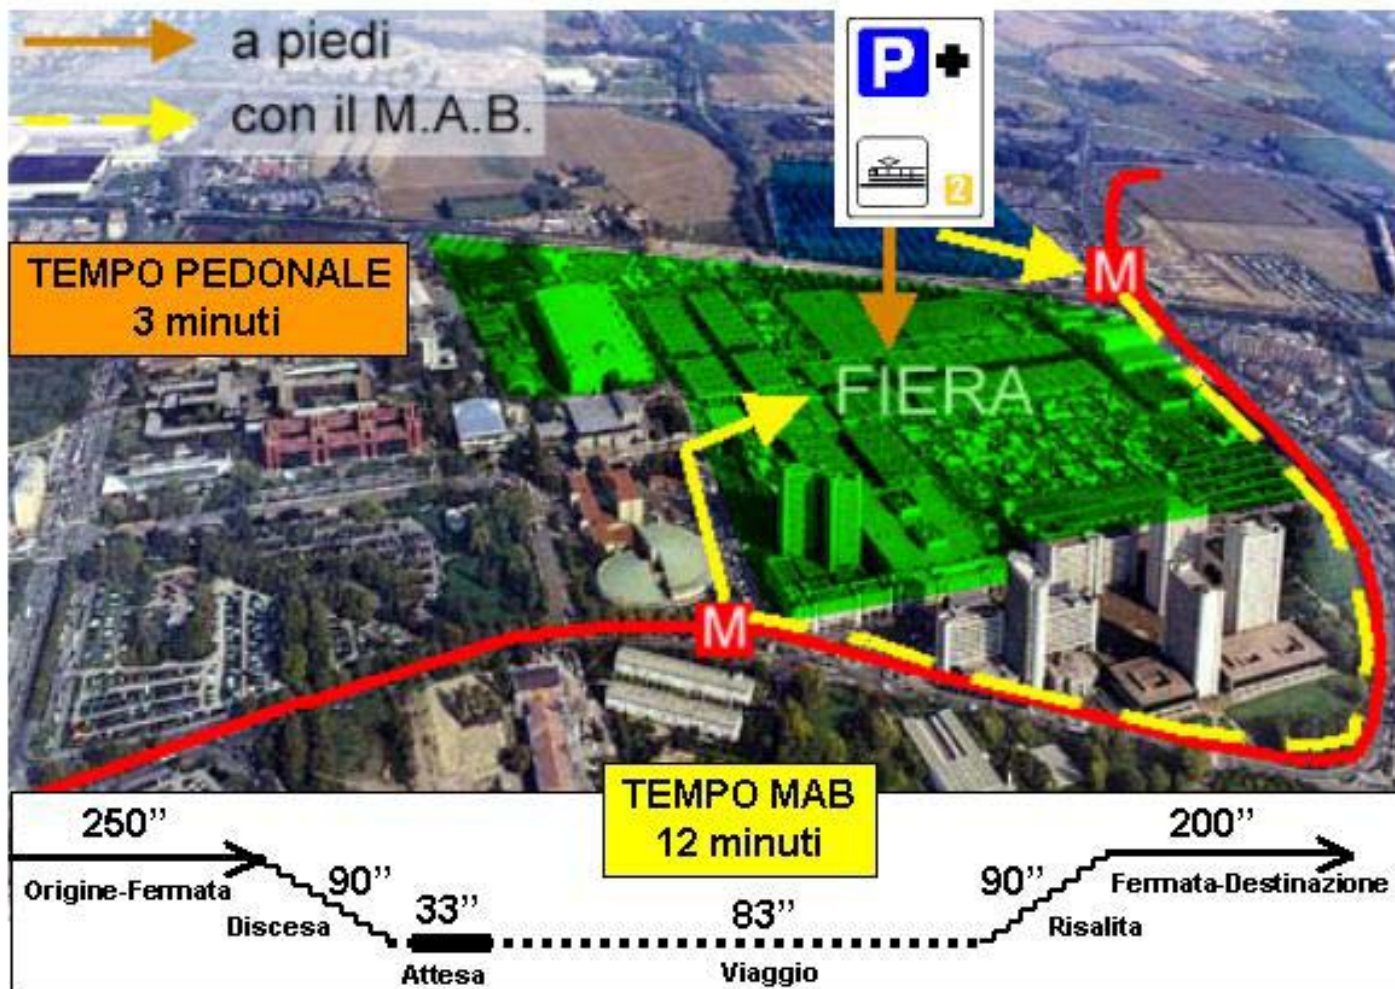 a piedi
con il M.A.B.
P+
2
TEMPO PEDONALE
3 minuti
M
FIERA
M
TEMPO MAB
12 minuti
250”
200”
Origine-Fermata
90”
90”
Fermata-Destinazione
Discesa
33”
83”
Risalita
Attesa
Viaggio